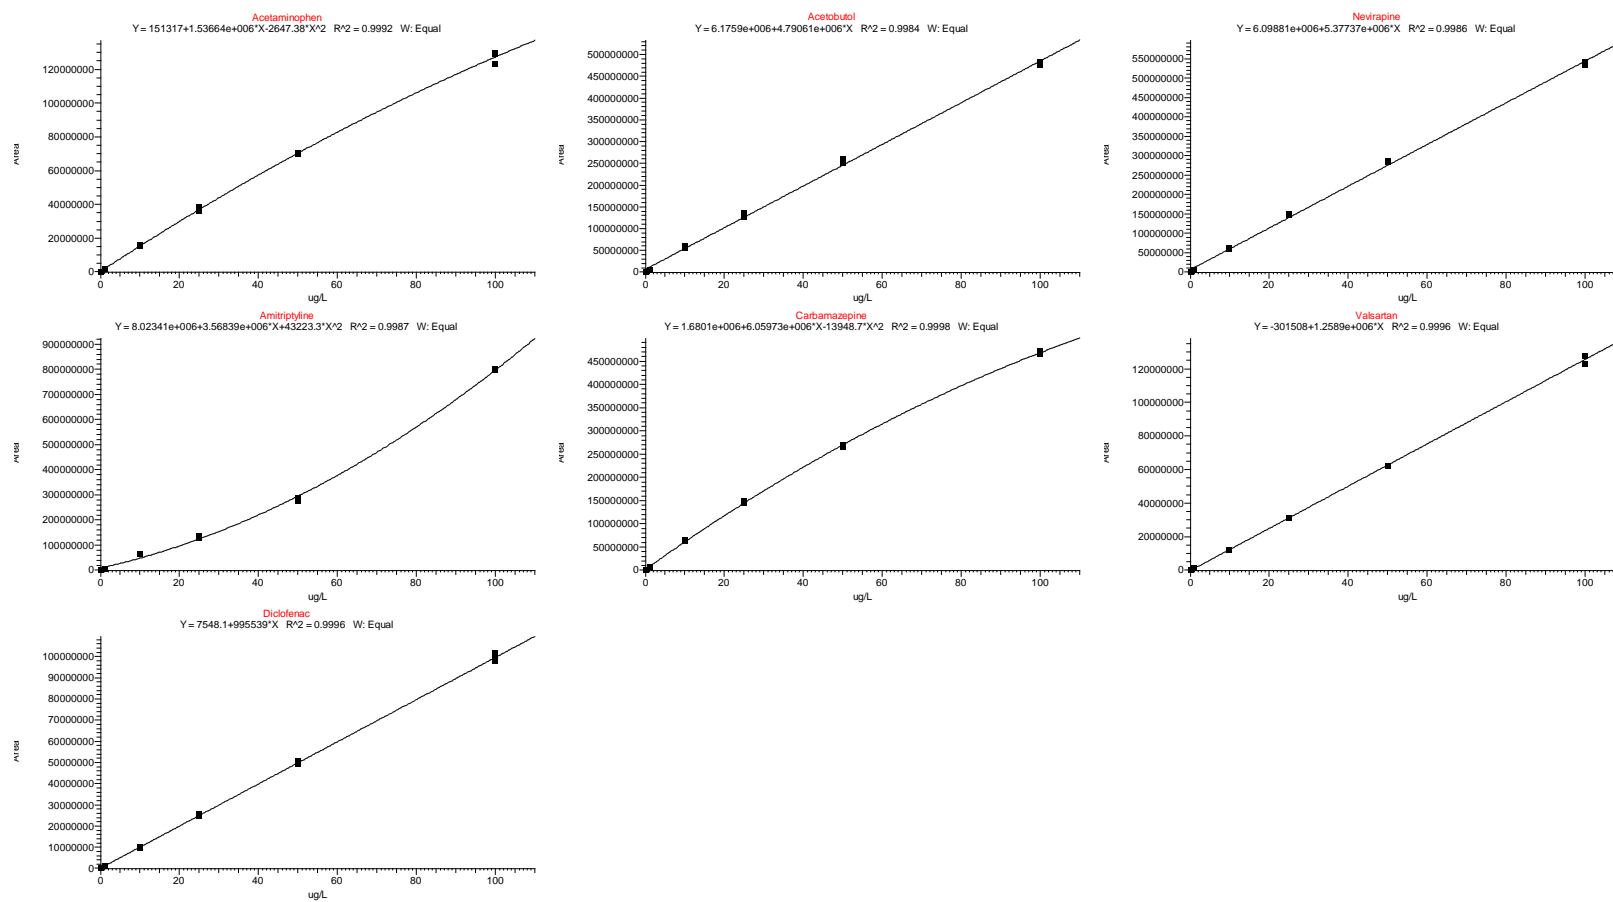 Acetaminophen
Y = 151317+1.53664e+006*X-2647.38*X^2 R^2 = 0.9992 W: Equal
120000000
100000000
80000000
60000000
40000000
20000000
0
Area
0 20 40 60 80 100
ug/L
Acetobutol
Y = 6.1759e+006+4.79061e+006*X R^2 = 0.9984 W: Equal
500000000
450000000
400000000
350000000
300000000
250000000
200000000
150000000
100000000
50000000
0
Area
0 20 40 60 80 100
ug/L
Nevirapine
Y = 6.09881e+006+5.37737e+006*X R^2 = 0.9986 W: Equal
550000000
500000000
450000000
400000000
350000000
300000000
250000000
200000000
150000000
100000000
50000000
0
Area
0 20 40 60 80 100
ug/L
Amitriptyline
Y = 8.02341e+006+3.56839e+006*X+43223.3*X^2 R^2 = 0.9987 W: Equal
900000000
800000000
700000000
600000000
500000000
400000000
300000000
200000000
100000000
0
Area
0 20 40 60 80 100
ug/L
Carbamazepine
Y = 1.6801e+006+6.05973e+006*X-13948.7*X^2 R^2 = 0.9998 W: Equal
450000000
400000000
350000000
300000000
250000000
200000000
150000000
100000000
50000000
0
Area
0 20 40 60 80 100
ug/L
Valsartan
Y = -301508+1.2589e+006*X R^2 = 0.9996 W: Equal
120000000
100000000
80000000
60000000
40000000
20000000
0
Area
0 20 40 60 80 100
ug/L
Diclofenac
Y = 7548.1+995539*X R^2 = 0.9996 W: Equal
100000000
90000000
80000000
70000000
60000000
50000000
40000000
30000000
20000000
10000000
0
Area
0 20 40 60 80 100
ug/L